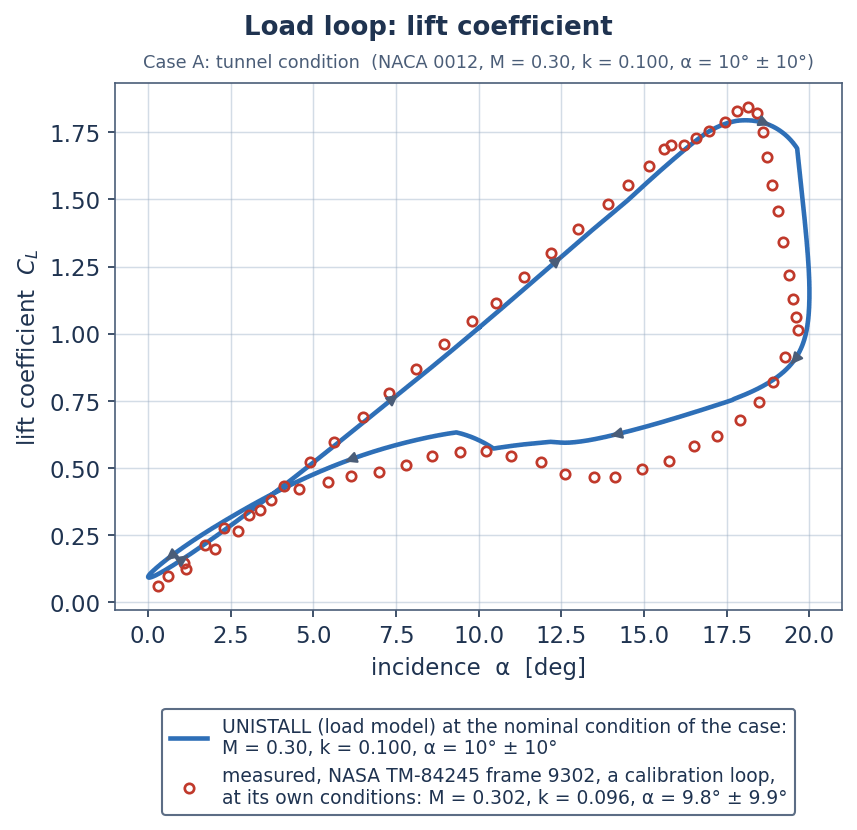 Load loop: lift coefficient
Case A: tunnel condition (NACA 0012, M = 0.30, k = 0.100, α = 10° ± 10°)
1.75
1.50
1.25
1.00
0.75
0.50
0.25
0.00
lift coefficient C_L
0.0 2.5 5.0 7.5 10.0 12.5 15.0 17.5 20.0
incidence α [deg]
UNISTALL (load model) at the nominal condition of the case:
M = 0.30, k = 0.100, α = 10° ± 10°
measured, NASA TM-84245 frame 9302, a calibration loop,
at its own conditions: M = 0.302, k = 0.096, α = 9.8° ± 9.9°